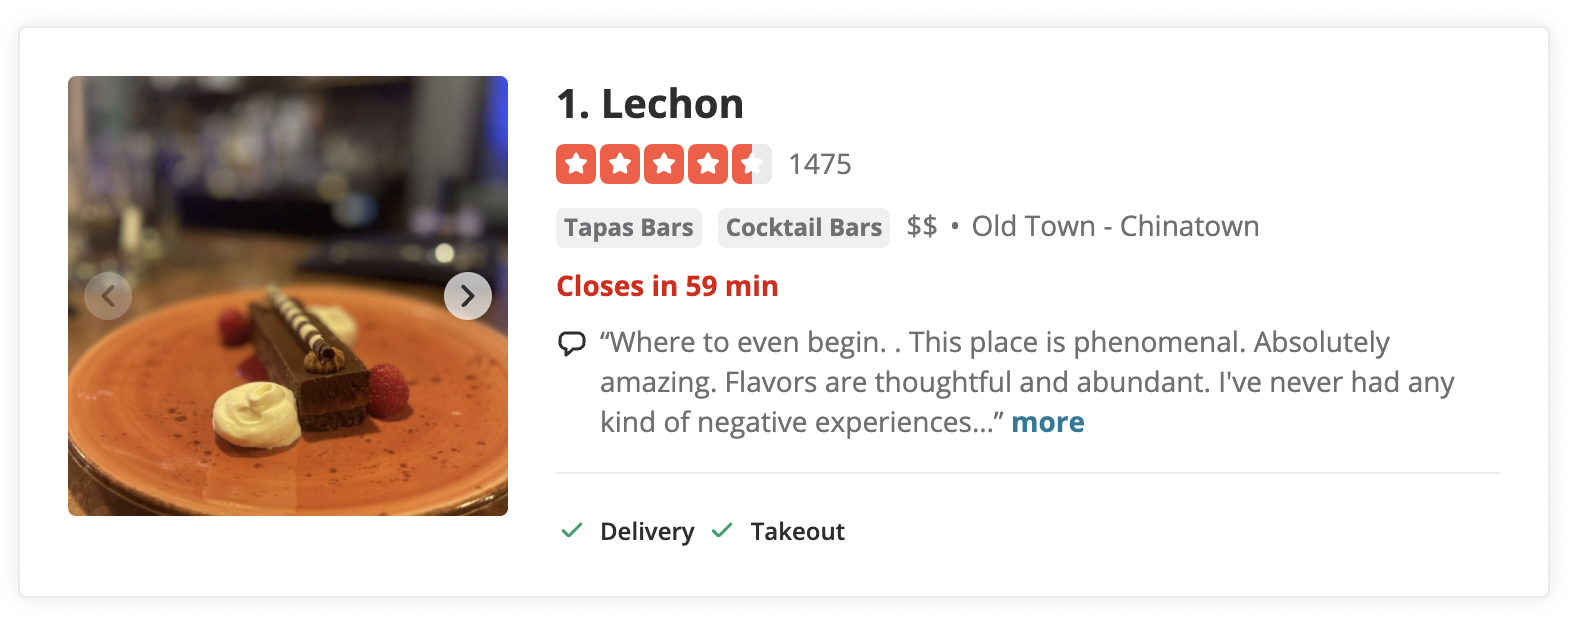 1. Lechon
1475
Tapas Bars Cocktail Bars $$ • Old Town - Chinatown
Closes in 59 min
“Where to even begin. . This place is phenomenal. Absolutely
amazing. Flavors are thoughtful and abundant. I've never had any
kind of negative experiences...” more
Delivery Takeout